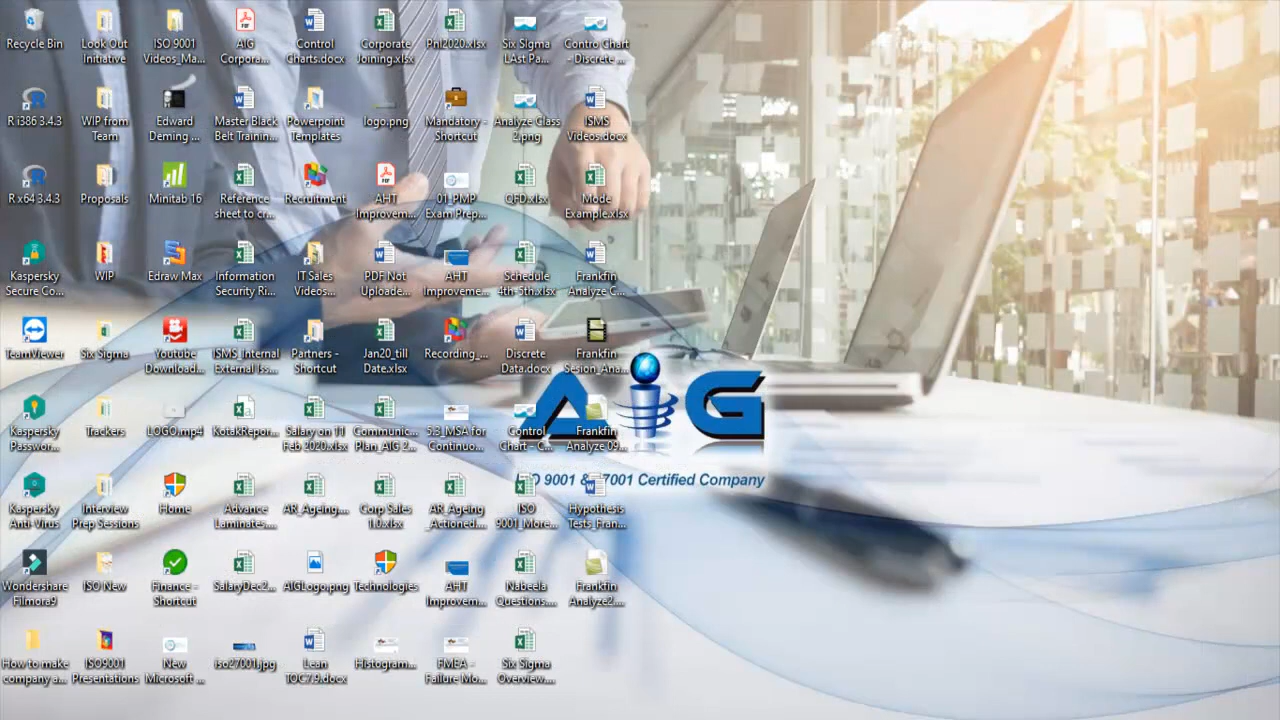 Recycle Bin
Look Out
Initiative
ISO 9001
Videos_Ma...
AIG
Corpora...
Control
Charts.docx
Corporate
Joining.xlsx
Pnl2020.xlsx
Six Sigma
LAst Pa...
Contro Chart
- Discrete ...
R i386 3.4.3
WIP from
Team
Edward
Deming ...
Master Black
Belt Trainin...
Powerpoint
Templates
logo.png
Mandatory -
Shortcut
Analyze Class
2.png
ISMS
Videos.docx
R x64 3.4.3
Proposals
Minitab 16
Reference
sheet to cr...
Recruitment
AHT
Improvem...
01_PMP
Exam Prep...
QFD.xlsx
Mode
Example.xlsx
Kaspersky
Secure Co...
WIP
Edraw Max
Information
Security Ri...
IT Sales
Videos...
PDF Not
Uploade...
AHT
Improveme...
Schedule
4th-5th.xlsx
Frankfin
Analyze C...
TeamViewer
Six Sigma
Youtube
Download...
ISMS_Internal
External_Iss...
Partners -
Shortcut
Jan20_till
Date.xlsx
Recording_...
Discrete
Data.docx
Frankfin
Sesion_Ana...
Kaspersky
Passwor...
Trackers
LOGO.mp4
KotakRepor...
Salary on 11
Feb 2020.xlsx
Communic...
Plan_AIG 2...
5.3_MSA for
Continuo...
Control
Chart - C...
Frankfin
Analyze 09...
AiG
9001 & 27001 Certified Company
Kaspersky
Anti-Virus
Interview
Prep Sessions
Home
Advance
Laminates....
AR_Ageing....
Corp Sales
1.0.xlsx
AR_Ageing
_Actioned....
ISO
9001_More...
Hypothesis
Tests_Fran...
Wondershare
Filmora9
ISO New
Finance -
Shortcut
SalaryDec2...
AIGLogo.png
Technologies
AHT
Improvem...
Nabeela
Questions....
Frankfin
Analyze2....
How to make
company a...
ISO9001
Presentations
New
Microsoft ...
iso27001.jpg
Lean
TOC7.9.docx
Histogram...
FMEA -
Failure Mo...
Six Sigma
Overview....